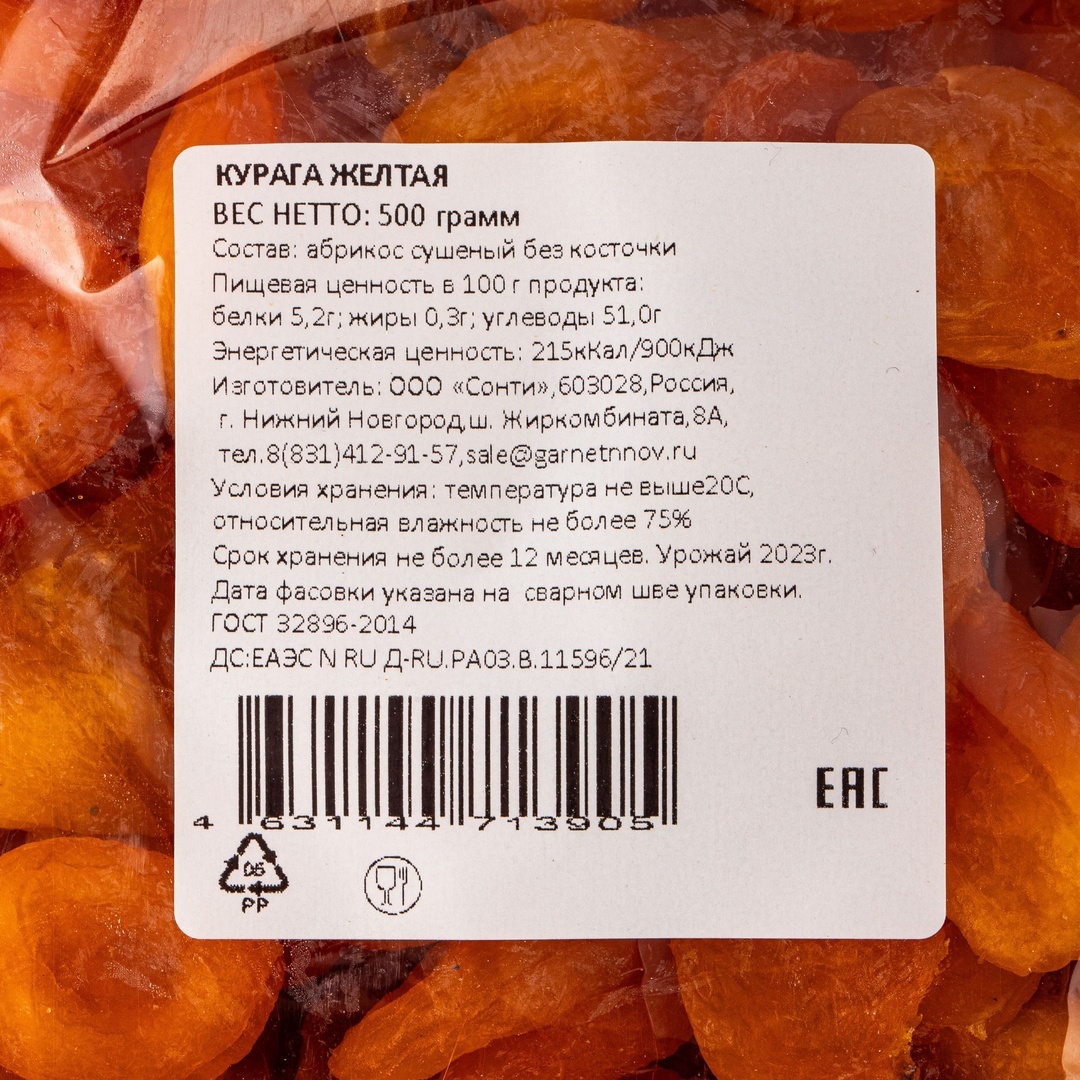 КУРАГА ЖЕЛТАЯ
ВЕС НЕТТО: 500 грамм
Состав: абрикос сушеный без косточки
Пищевая ценность в 100 г продукта:
белки 5,2г; жиры 0,3г; углеводы 51,0г
Энергетическая ценность: 215кКал/900кДж
Изготовитель: ООО «Сонти»,603028,Россия,
г. Нижний Новгород,ш. Жиркомбината,8А,
тел.8(831)412-91-57,sale@garnetnnov.ru
Условия хранения: температура не выше20С,
относительная влажность не более 75%
Срок хранения не более 12 месяцев. Урожай 2023г.
Дата фасовки указана на сварном шве упаковки.
ГОСТ 32896-2014
ДС:ЕАЭС N RU Д-RU.РА03.В.11596/21
4 631144 713905
EAC
05
PP